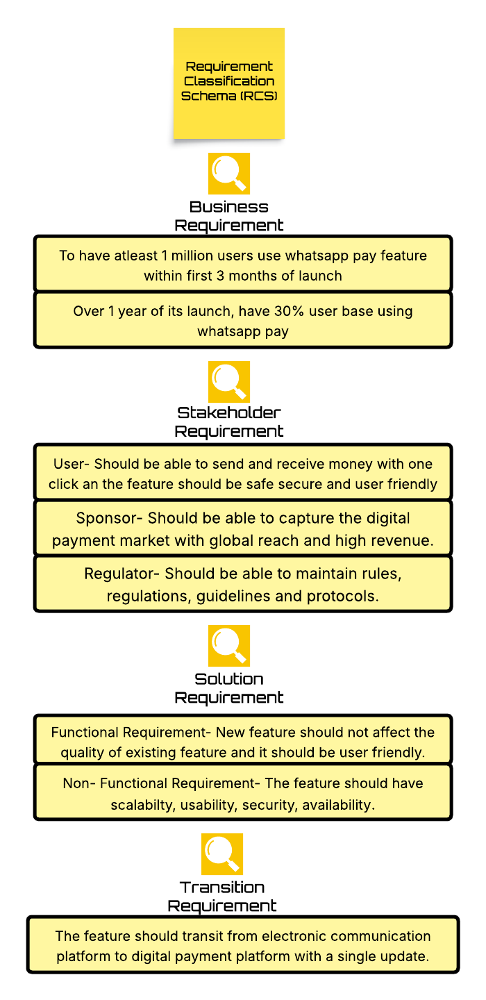 Requirement
Classification
Schema (RCS)
Business
Requirement
To have atleast 1 million users use whatsapp pay feature
within first 3 months of launch
Over 1 year of its launch, have 30% user base using
whatsapp pay
Stakeholder
Requirement
User- Should be able to send and receive money with one
click an the feature should be safe secure and user friendly
Sponsor- Should be able to capture the digital
payment market with global reach and high revenue.
Regulator- Should be able to maintain rules,
regulations, guidelines and protocols.
Solution
Requirement
Functional Requirement- New feature should not affect the
quality of existing feature and it should be user friendly.
Non- Functional Requirement- The feature should have
scalabilty, usability, security, availability.
Transition
Requirement
The feature should transit from electronic communication
platform to digital payment platform with a single update.